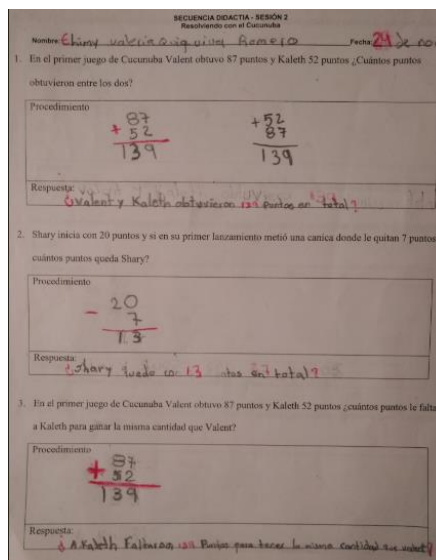 SECUENCIA DIDACTIA - SESIÓN 2
Resolviendo con el Cucunuba
Nombre: Romero Fecha: 24 de no
1. En el primer juego de Cucunuba Valent obtuvo 87 puntos y Kaleth 52 puntos ¿Cuántos puntos
obtuvieron entre los dos?
Procedimiento
87 +52
+ 52 87
139 139
Respuesta:
¿Valent y Kaleth obtuvieron 139 Puntos en total?
2. Shary inicia con 20 puntos y si en su primer lanzamiento metió una canica donde le quitan 7 puntos
cuántos puntos queda Shary?
Procedimiento
20
- 7
13
Respuesta:
¿Shary 13 en total?
3. En el primer juego de Cucunaba Valent obtuvo 87 puntos y Kaleth 52 puntos ¿cuántos puntos le falta
a Kaleth para ganar la misma cantidad que Valent?
Procedimiento
87
+ 52
139
Respuesta:
¿ A Kaleth Faltaron 139 Puntos para tener la misma cantidad que valent?